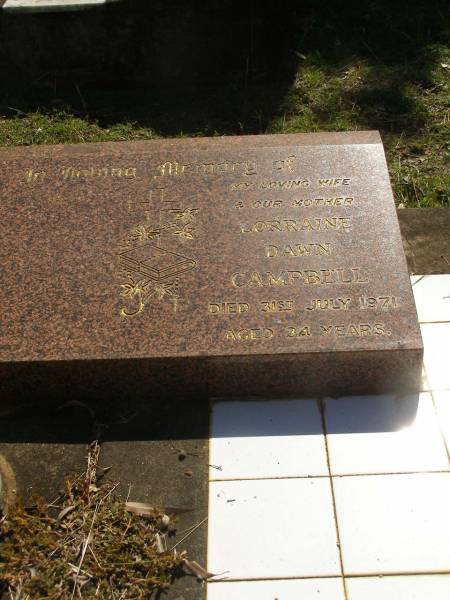 In Loving Memory of
MY LOVING WIFE
& OUR MOTHER
LORRAINE
DAWN
CAMPBELL
DIED 31ST JULY 1971
AGED 34 YEARS.